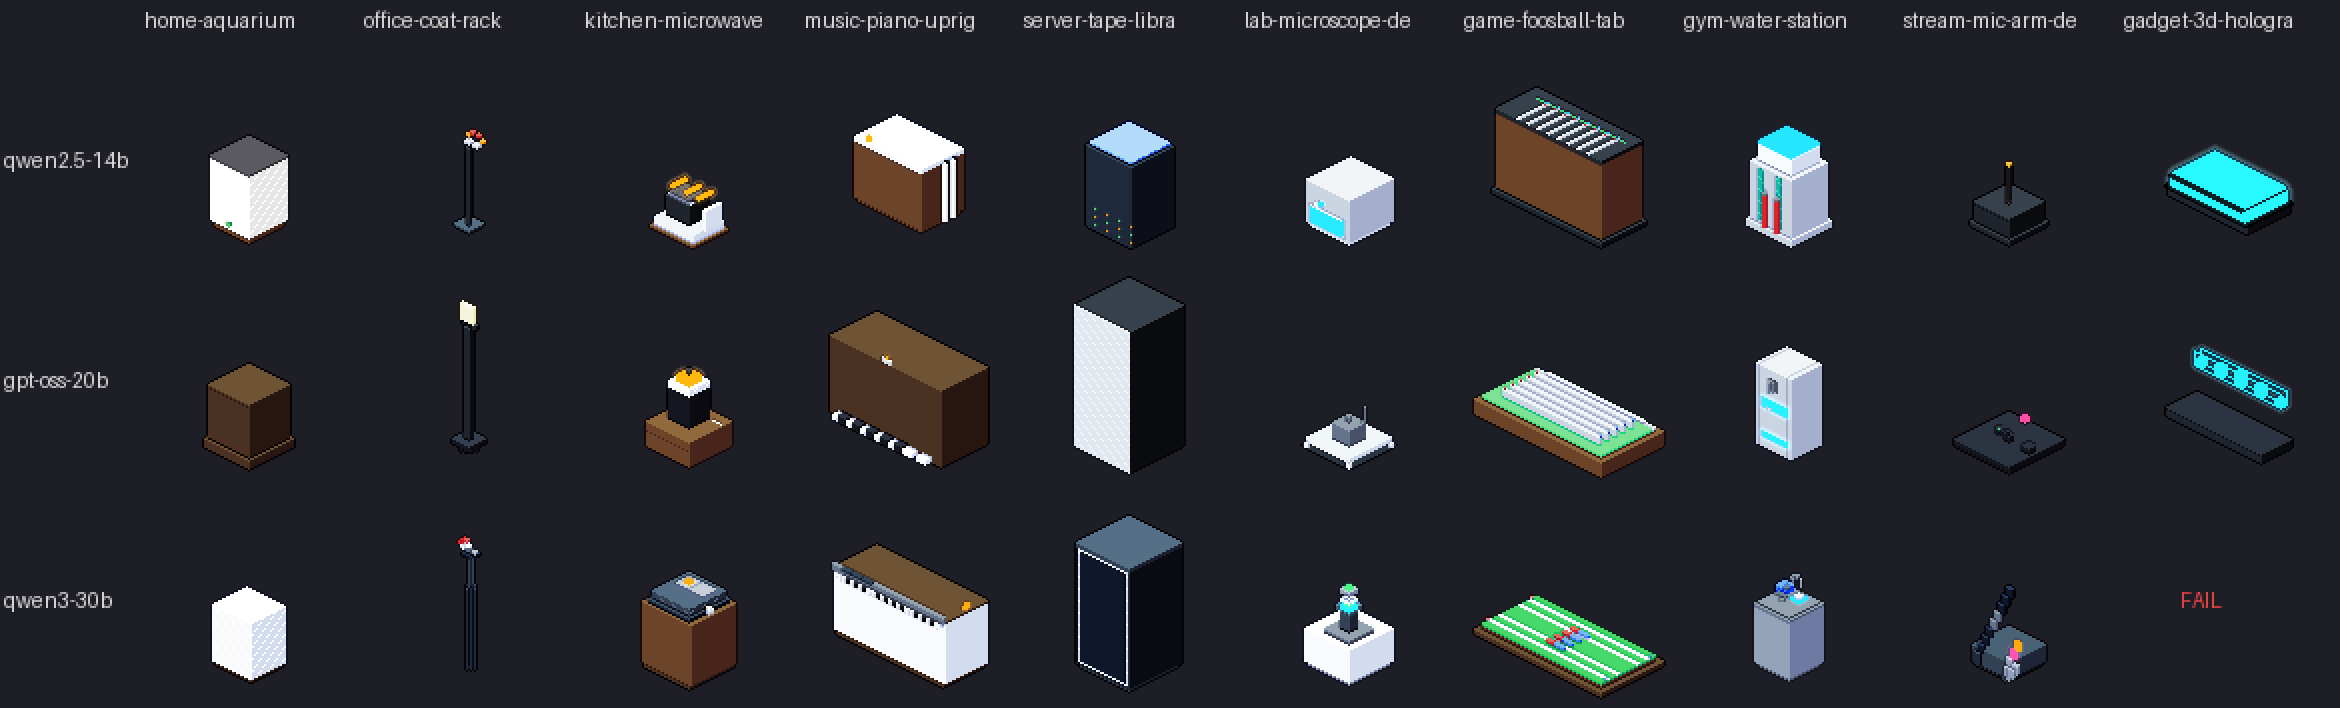 home-aquarium office-coat-rack kitchen-microwave music-piano-uprig server-tape-libra lab-microscope-de game-foosball-tab gym-water-station stream-mic-arm-de gadget-3d-hologra
qwen2.5-14b
gpt-oss-20b
qwen3-30b FAIL